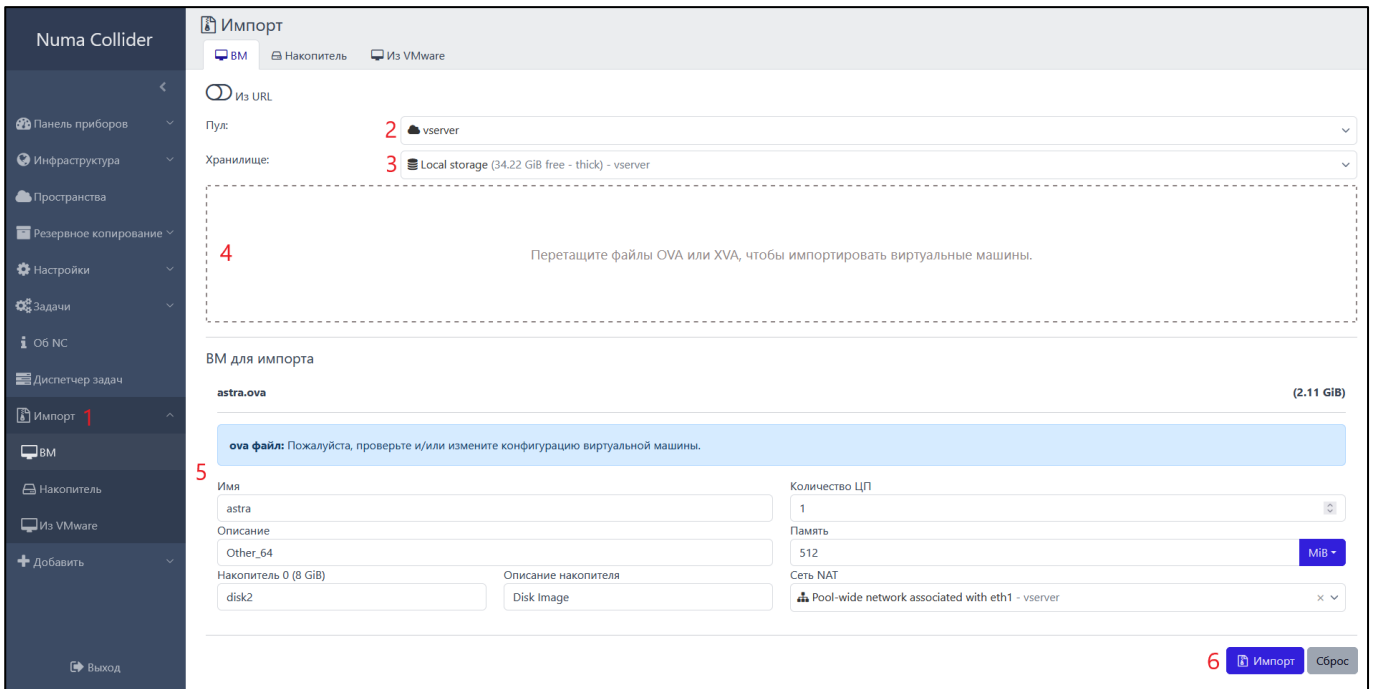 Numa Collider
Панель приборов
Инфраструктура
Пространства
Резервное копирование
Настройки
Задачи
Об NC
Диспетчер задач
Импорт 1
ВМ
Накопитель
Из VMware
Добавить
Выход
Импорт
ВМ Накопитель Из VMware
Из URL
Пул: 2 vserver
Хранилище: 3 Local storage (34.22 GiB free - thick) - vserver
4 Перетащите файлы OVA или XVA, чтобы импортировать виртуальные машины.
ВМ для импорта
astra.ova (2.11 GiB)
ova файл: Пожалуйста, проверьте и/или измените конфигурацию виртуальной машины.
5
Имя Количество ЦП
astra 1
Описание Память
Other_64 512 MiB
Накопитель 0 (8 GiB) Описание накопителя Сеть NAT
disk2 Disk Image Pool-wide network associated with eth1 - vserver
6 Импорт Сброс